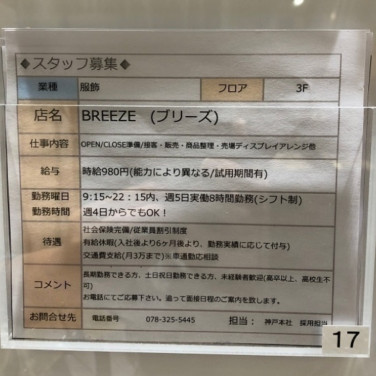 ◆スタッフ募集◆
業種 服飾 フロア 3F
店名 BREEZE (ブリーズ)
仕事内容 OPEN/CLOSE準備/接客・販売・商品整理・売場ディスプレイアレンジ他
給与 時給980円(能力により異なる/試用期間有)
勤務曜日 9:15~22:15内、週5日実働8時間勤務(シフト制)
勤務時間 週4日からでもOK!
待遇 社会保険完備/従業員割引制度
有給休暇(入社後より6ヶ月後より、勤務実績に応じて付与)
交通費支給(月3万まで)※車通勤応相談
コメント 長期勤務できる方、土日祝日勤務できる方、未経験者歓迎(高卒以上、高校生不
可)
お電話にてご応募下さい。追って面接日程のご案内を致します。
お問合せ先 電話番号 078-325-5445 担当: 神戸本社 採用担当
17